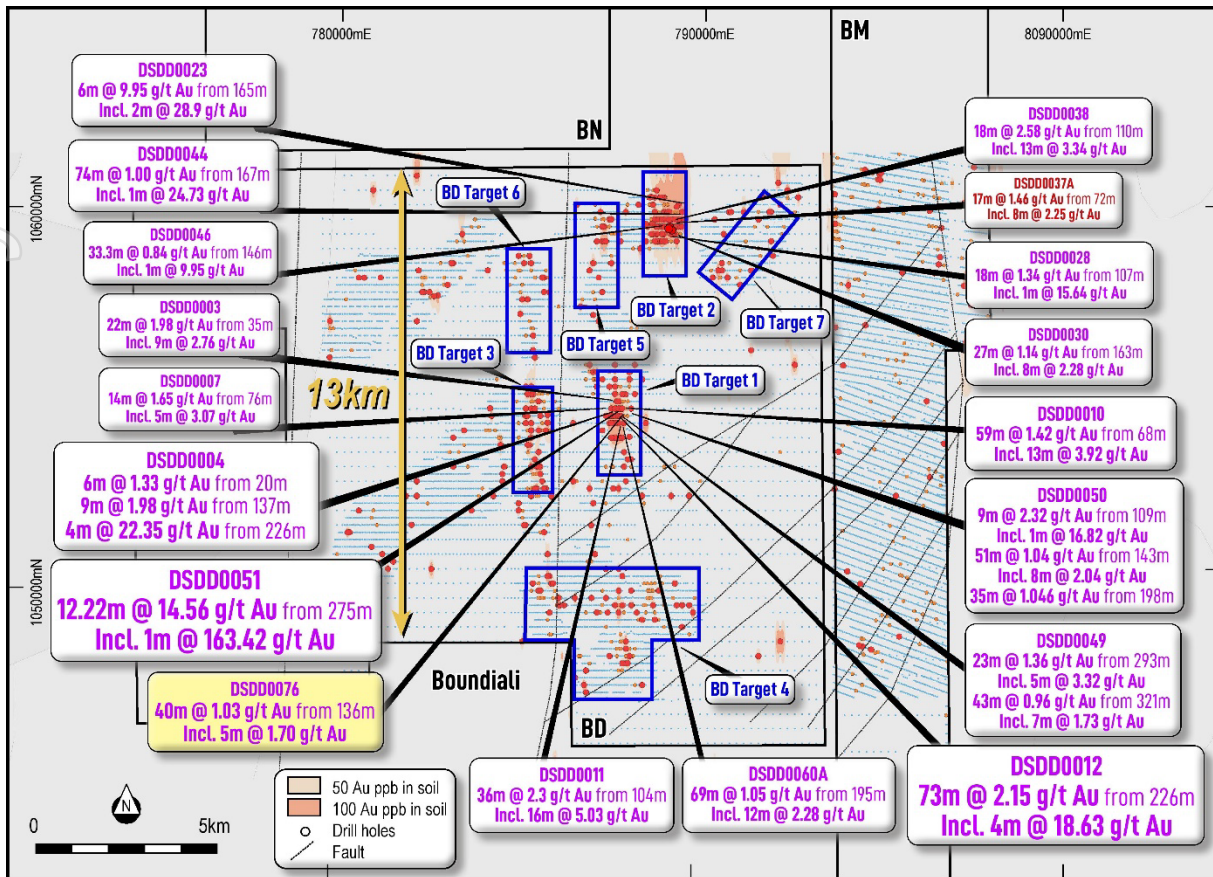 780000mE
790000mE
8090000mE
BM
BN
1060000mN
1050000mN
DSDD0023
6m @ 9.95 g/t Au from 165m
Incl. 2m @ 28.9 g/t Au
DSDD0044
74m @ 1.00 g/t Au from 167m
Incl. 1m @ 24.73 g/t Au
DSDD0046
33.3m @ 0.84 g/t Au from 146m
Incl. 1m @ 9.95 g/t Au
DSDD0003
22m @ 1.98 g/t Au from 35m
Incl. 9m @ 2.76 g/t Au
DSDD0007
14m @ 1.65 g/t Au from 76m
Incl. 5m @ 3.07 g/t Au
DSDD0004
6m @ 1.33 g/t Au from 20m
9m @ 1.98 g/t Au from 137m
4m @ 22.35 g/t Au from 226m
DSDD0051
12.22m @ 14.56 g/t Au from 275m
Incl. 1m @ 163.42 g/t Au
DSDD0076
40m @ 1.03 g/t Au from 136m
Incl. 5m @ 1.70 g/t Au
13km
BD Target 6
BD Target 2
BD Target 7
BD Target 5
BD Target 3
BD Target 1
BD Target 4
Boundiali
BD
DSDD0038
18m @ 2.58 g/t Au from 110m
Incl. 13m @ 3.34 g/t Au
DSDD0037A
17m @ 1.46 g/t Au from 72m
Incl. 8m @ 2.25 g/t Au
DSDD0028
18m @ 1.34 g/t Au from 107m
Incl. 1m @ 15.64 g/t Au
DSDD0030
27m @ 1.14 g/t Au from 163m
Incl. 8m @ 2.28 g/t Au
DSDD0010
59m @ 1.42 g/t Au from 68m
Incl. 13m @ 3.92 g/t Au
DSDD0050
9m @ 2.32 g/t Au from 109m
Incl. 1m @ 16.82 g/t Au
51m @ 1.04 g/t Au from 143m
Incl. 8m @ 2.04 g/t Au
35m @ 1.046 g/t Au from 198m
DSDD0049
23m @ 1.36 g/t Au from 293m
Incl. 5m @ 3.32 g/t Au
43m @ 0.96 g/t Au from 321m
Incl. 7m @ 1.73 g/t Au
DSDD0012
73m @ 2.15 g/t Au from 226m
Incl. 4m @ 18.63 g/t Au
DSDD0011
36m @ 2.3 g/t Au from 104m
Incl. 16m @ 5.03 g/t Au
DSDD0060A
69m @ 1.05 g/t Au from 195m
Incl. 12m @ 2.28 g/t Au
50 Au ppb in soil
100 Au ppb in soil
Drill holes
Fault
N
0
5km